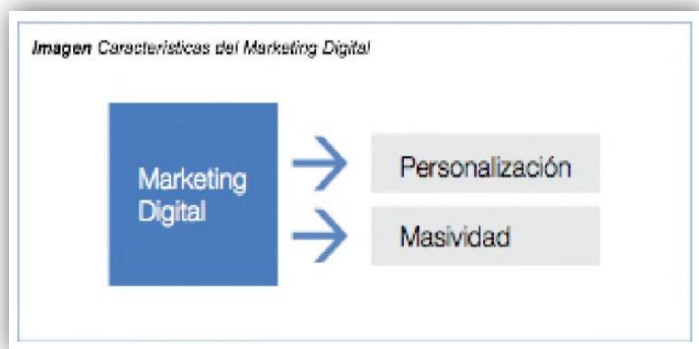 Imagen Características del Marketing Digital
Marketing
Digital
Personalización
Masividad